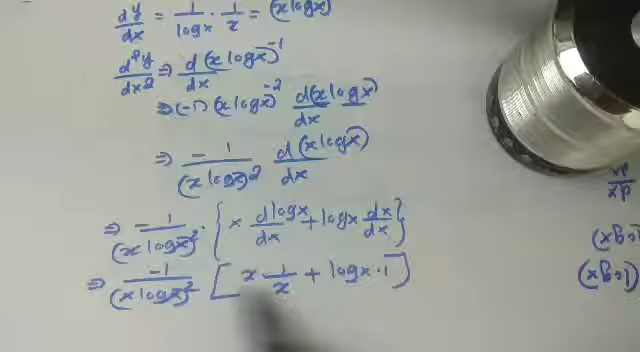 dy/dx = 1/logx · 1/x = (x logx)
d²y/dx² ⇒ d(x logx)⁻¹/dx
⇒ (-1) (x logx)⁻² d(x logx)/dx
⇒ -1/(x logx)² d(x logx)/dx
⇒ -1/(x logx)² · { x d logx/dx + logx dx/dx }
⇒ -1/(x logx)² [ x · 1/x + logx · 1 ]